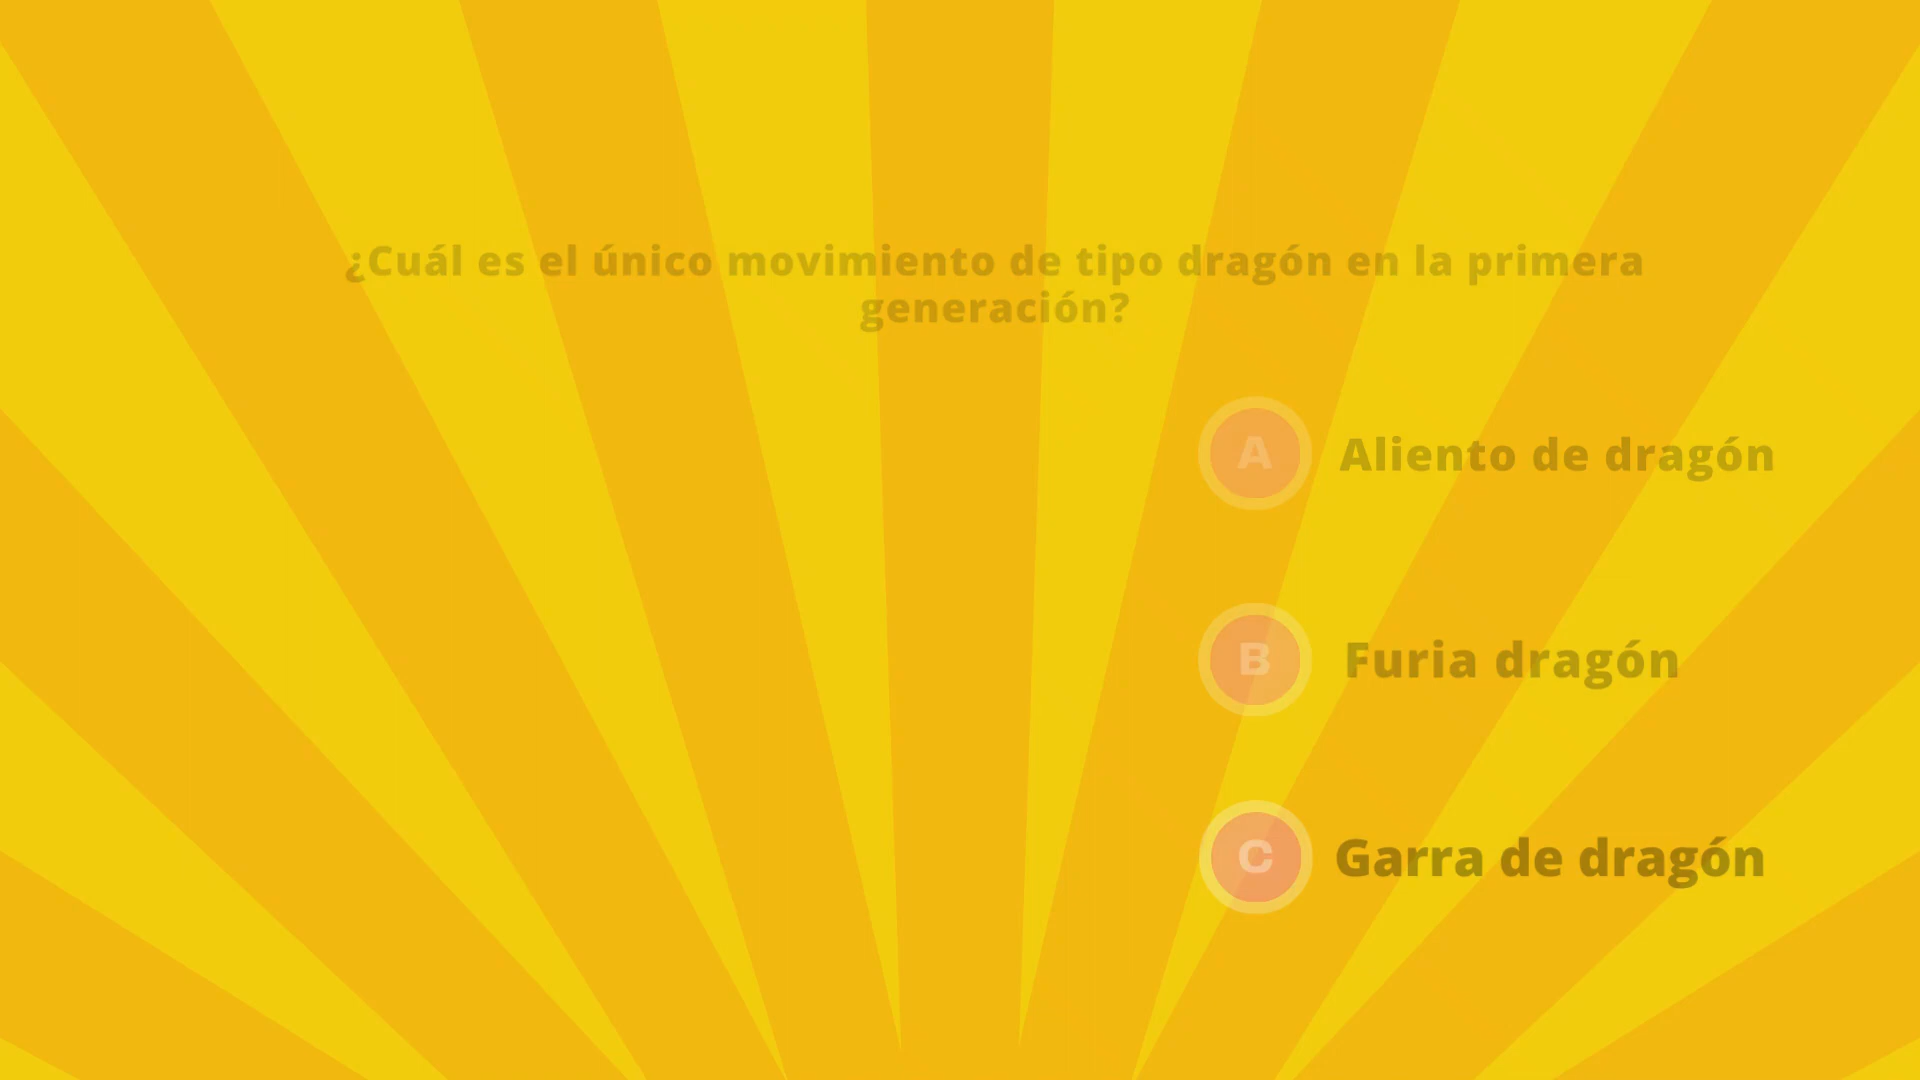 ¿Cuál es el único movimiento de tipo dragón en la primera
generación?
A Aliento de dragón
B Furia dragón
C Garra de dragón